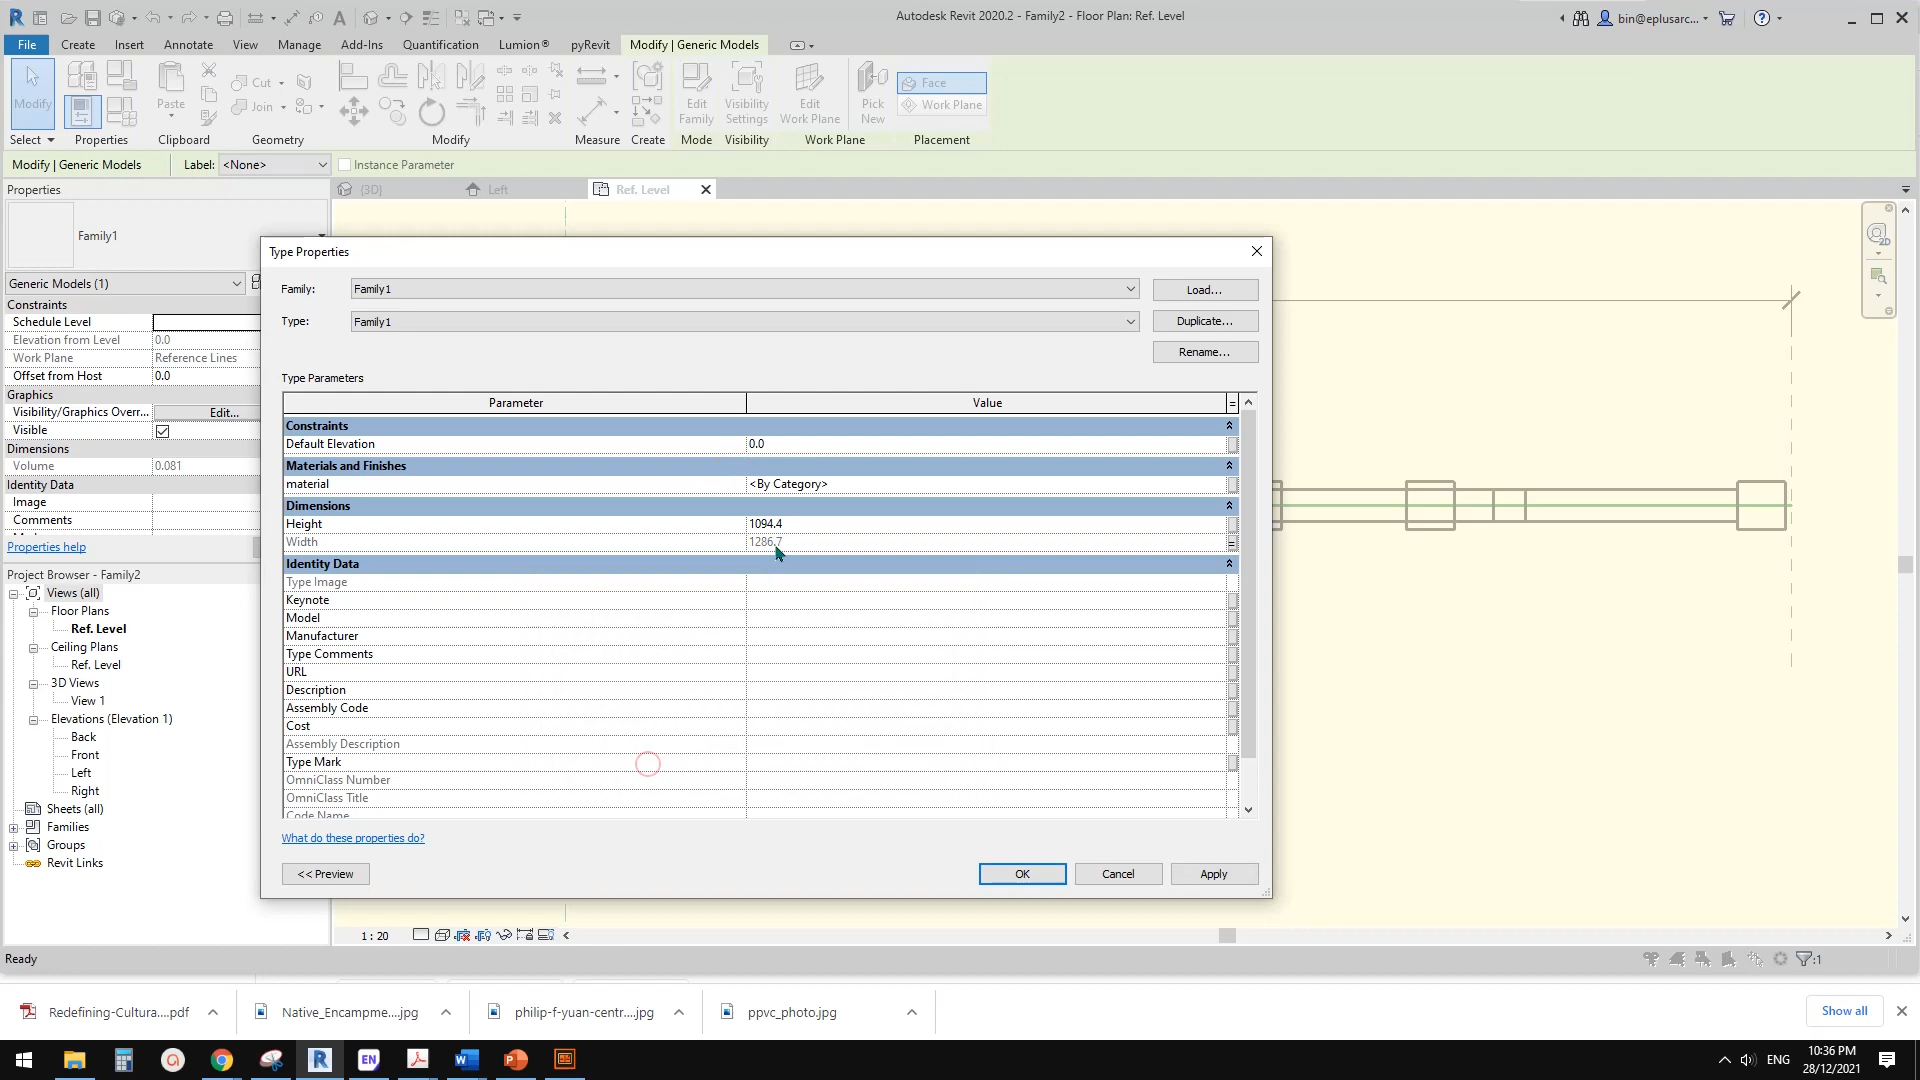 Autodesk Revit 2020.2 - Family2 - Floor Plan: Ref. Level
bin@eplusarc...
File Create Insert Annotate View Manage Add-Ins Quantification Lumion® pyRevit Modify | Generic Models
Modify
Paste
Cut
Join
Edit Family
Visibility Settings
Edit Work Plane
Pick New
Face
Work Plane
Select Properties Clipboard Geometry Modify Measure Create Mode Visibility Work Plane Placement
Modify | Generic Models Label: <None> Instance Parameter
Properties
{3D} Left Ref. Level
Family1
Generic Models (1)
Constraints
Schedule Level
Elevation from Level 0.0
Work Plane Reference Lines
Offset from Host 0.0
Graphics
Visibility/Graphics Overr... Edit...
Visible
Dimensions
Volume 0.081
Identity Data
Image
Comments
Properties help
Project Browser - Family2
Views (all)
Floor Plans
Ref. Level
Ceiling Plans
Ref. Level
3D Views
View 1
Elevations (Elevation 1)
Back
Front
Left
Right
Sheets (all)
Families
Groups
Revit Links
Type Properties
Family: Family1 Load...
Type: Family1 Duplicate...
Rename...
Type Parameters
Parameter Value =
Constraints
Default Elevation 0.0
Materials and Finishes
material <By Category>
Dimensions
Height 1094.4
Width 1286.7 =
Identity Data
Type Image
Keynote
Model
Manufacturer
Type Comments
URL
Description
Assembly Code
Cost
Assembly Description
Type Mark
OmniClass Number
OmniClass Title
Code Name
What do these properties do?
<< Preview OK Cancel Apply
1 : 20
Ready
:1
Redefining-Cultura....pdf Native_Encampme....jpg philip-f-yuan-centr....jpg ppvc_photo.jpg Show all
ENG
10:36 PM
28/12/2021